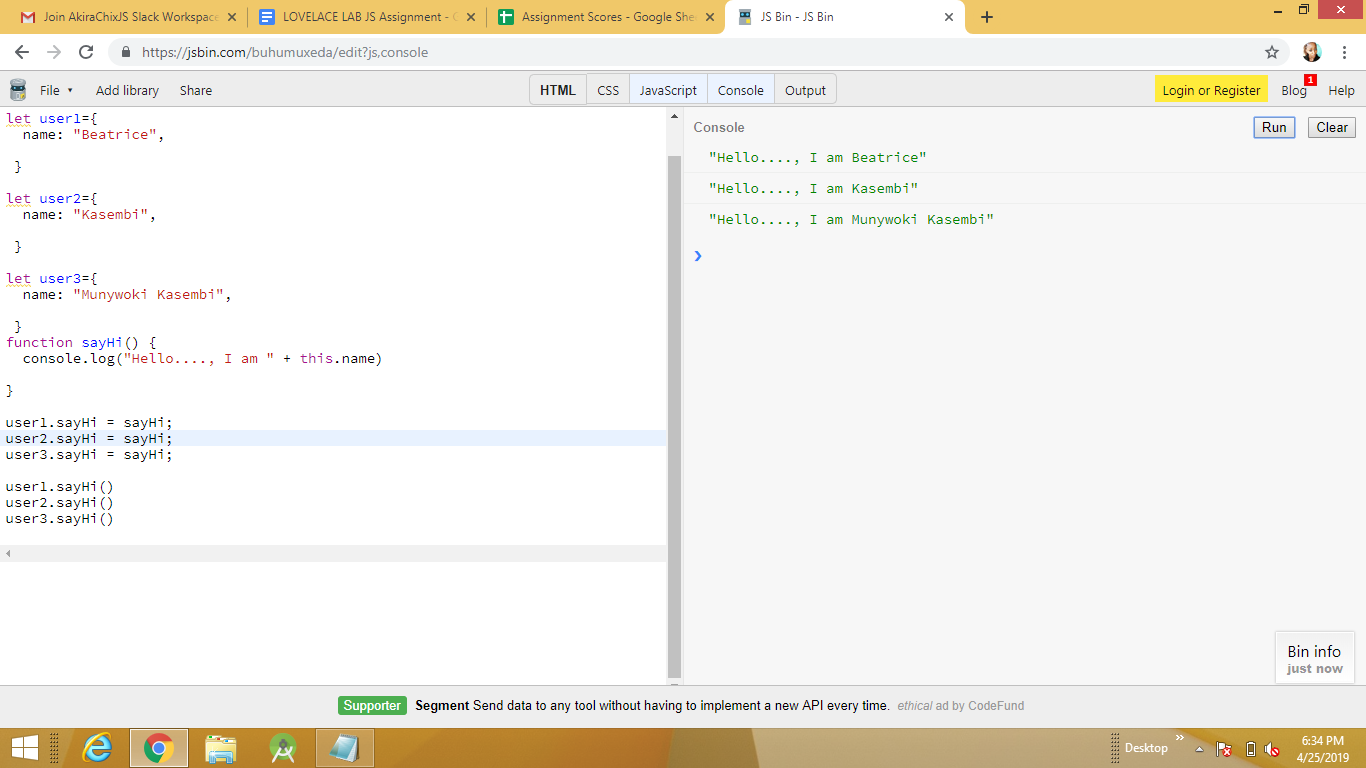 Join AkiraChixJS Slack Workspace
LOVELACE LAB JS Assignment - G
Assignment Scores - Google She
JS Bin - JS Bin
https://jsbin.com/buhumuxeda/edit?js,console
File
Add library
Share
HTML
CSS
JavaScript
Console
Output
Login or Register
Blog
1
Help
let user1={
name: "Beatrice",
}
let user2={
name: "Kasembi",
}
let user3={
name: "Munywoki Kasembi",
}
function sayHi() {
console.log("Hello...., I am " + this.name)
}
user1.sayHi = sayHi;
user2.sayHi = sayHi;
user3.sayHi = sayHi;
user1.sayHi()
user2.sayHi()
user3.sayHi()
Console
Run
Clear
"Hello...., I am Beatrice"
"Hello...., I am Kasembi"
"Hello...., I am Munywoki Kasembi"
Bin info
just now
Supporter Segment Send data to any tool without having to implement a new API every time. ethical ad by CodeFund
Desktop
6:34 PM
4/25/2019